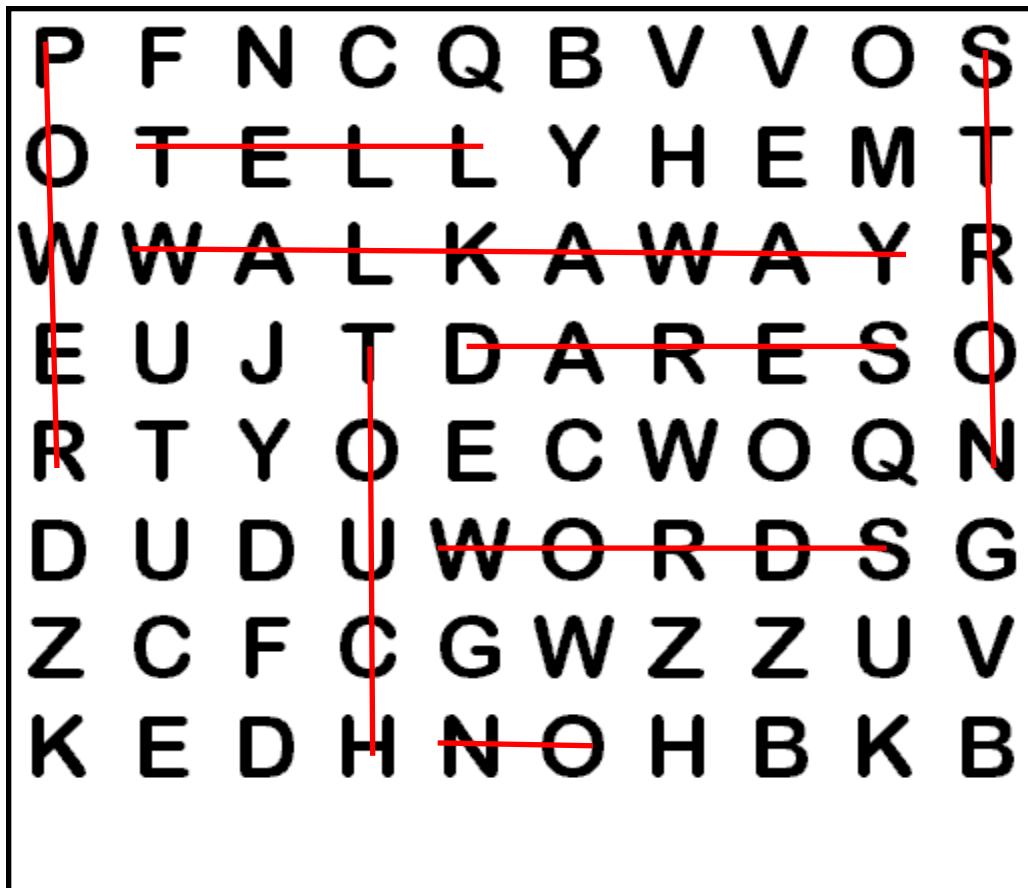 P F N C Q B V V O S
O T E L L Y H E M T
W W A L K A W A Y R
E U J T D A R E S O
R T Y O E C W O Q N
D U D U W O R D S G
Z C F C G W Z Z U V
K E D H N O H B K B